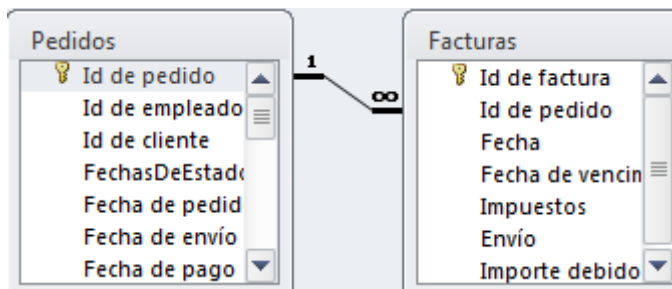 Pedidos
Id de pedido
Id de empleado
Id de cliente
FechasDeEstado
Fecha de pedid
Fecha de envío
Fecha de pago
1
∞
Facturas
Id de factura
Id de pedido
Fecha
Fecha de vencin
Impuestos
Envío
Importe debido